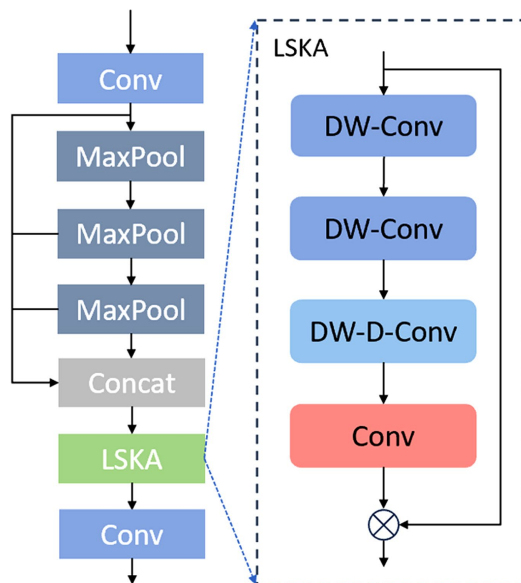 Conv
MaxPool
MaxPool
MaxPool
Concat
LSKA
Conv
LSKA
DW-Conv
DW-Conv
DW-D-Conv
Conv